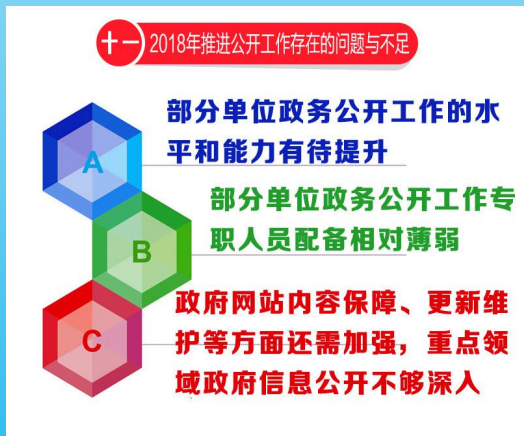 十一 2018年推进公开工作存在的问题与不足
A
部分单位政务公开工作的水
平和能力有待提升
B
部分单位政务公开工作专
职人员配备相对薄弱
C
政府网站内容保障、更新维
护等方面还需加强，重点领
域政府信息公开不够深入